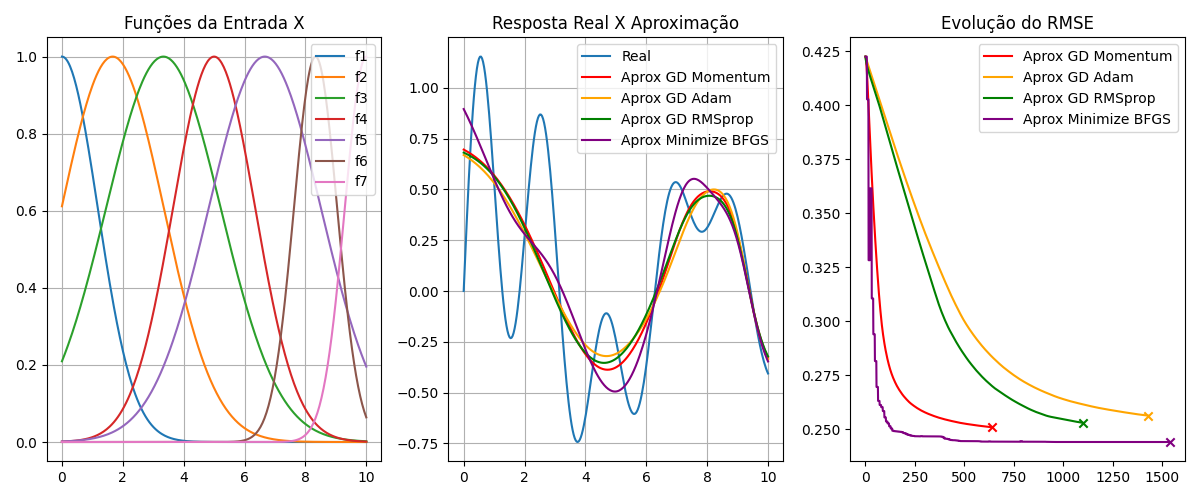 Funções da Entrada X
1.0
0.8
0.6
0.4
0.2
0.0
0
2
4
6
8
10
f1
f2
f3
f4
f5
f6
f7
Resposta Real X Aproximação
1.00
0.75
0.50
0.25
0.00
−0.25
−0.50
−0.75
0
2
4
6
8
10
Real
Aprox GD Momentum
Aprox GD Adam
Aprox GD RMSprop
Aprox Minimize BFGS
Evolução do RMSE
0.425
0.400
0.375
0.350
0.325
0.300
0.275
0.250
0
250
500
750
1000
1250
1500
Aprox GD Momentum
Aprox GD Adam
Aprox GD RMSprop
Aprox Minimize BFGS